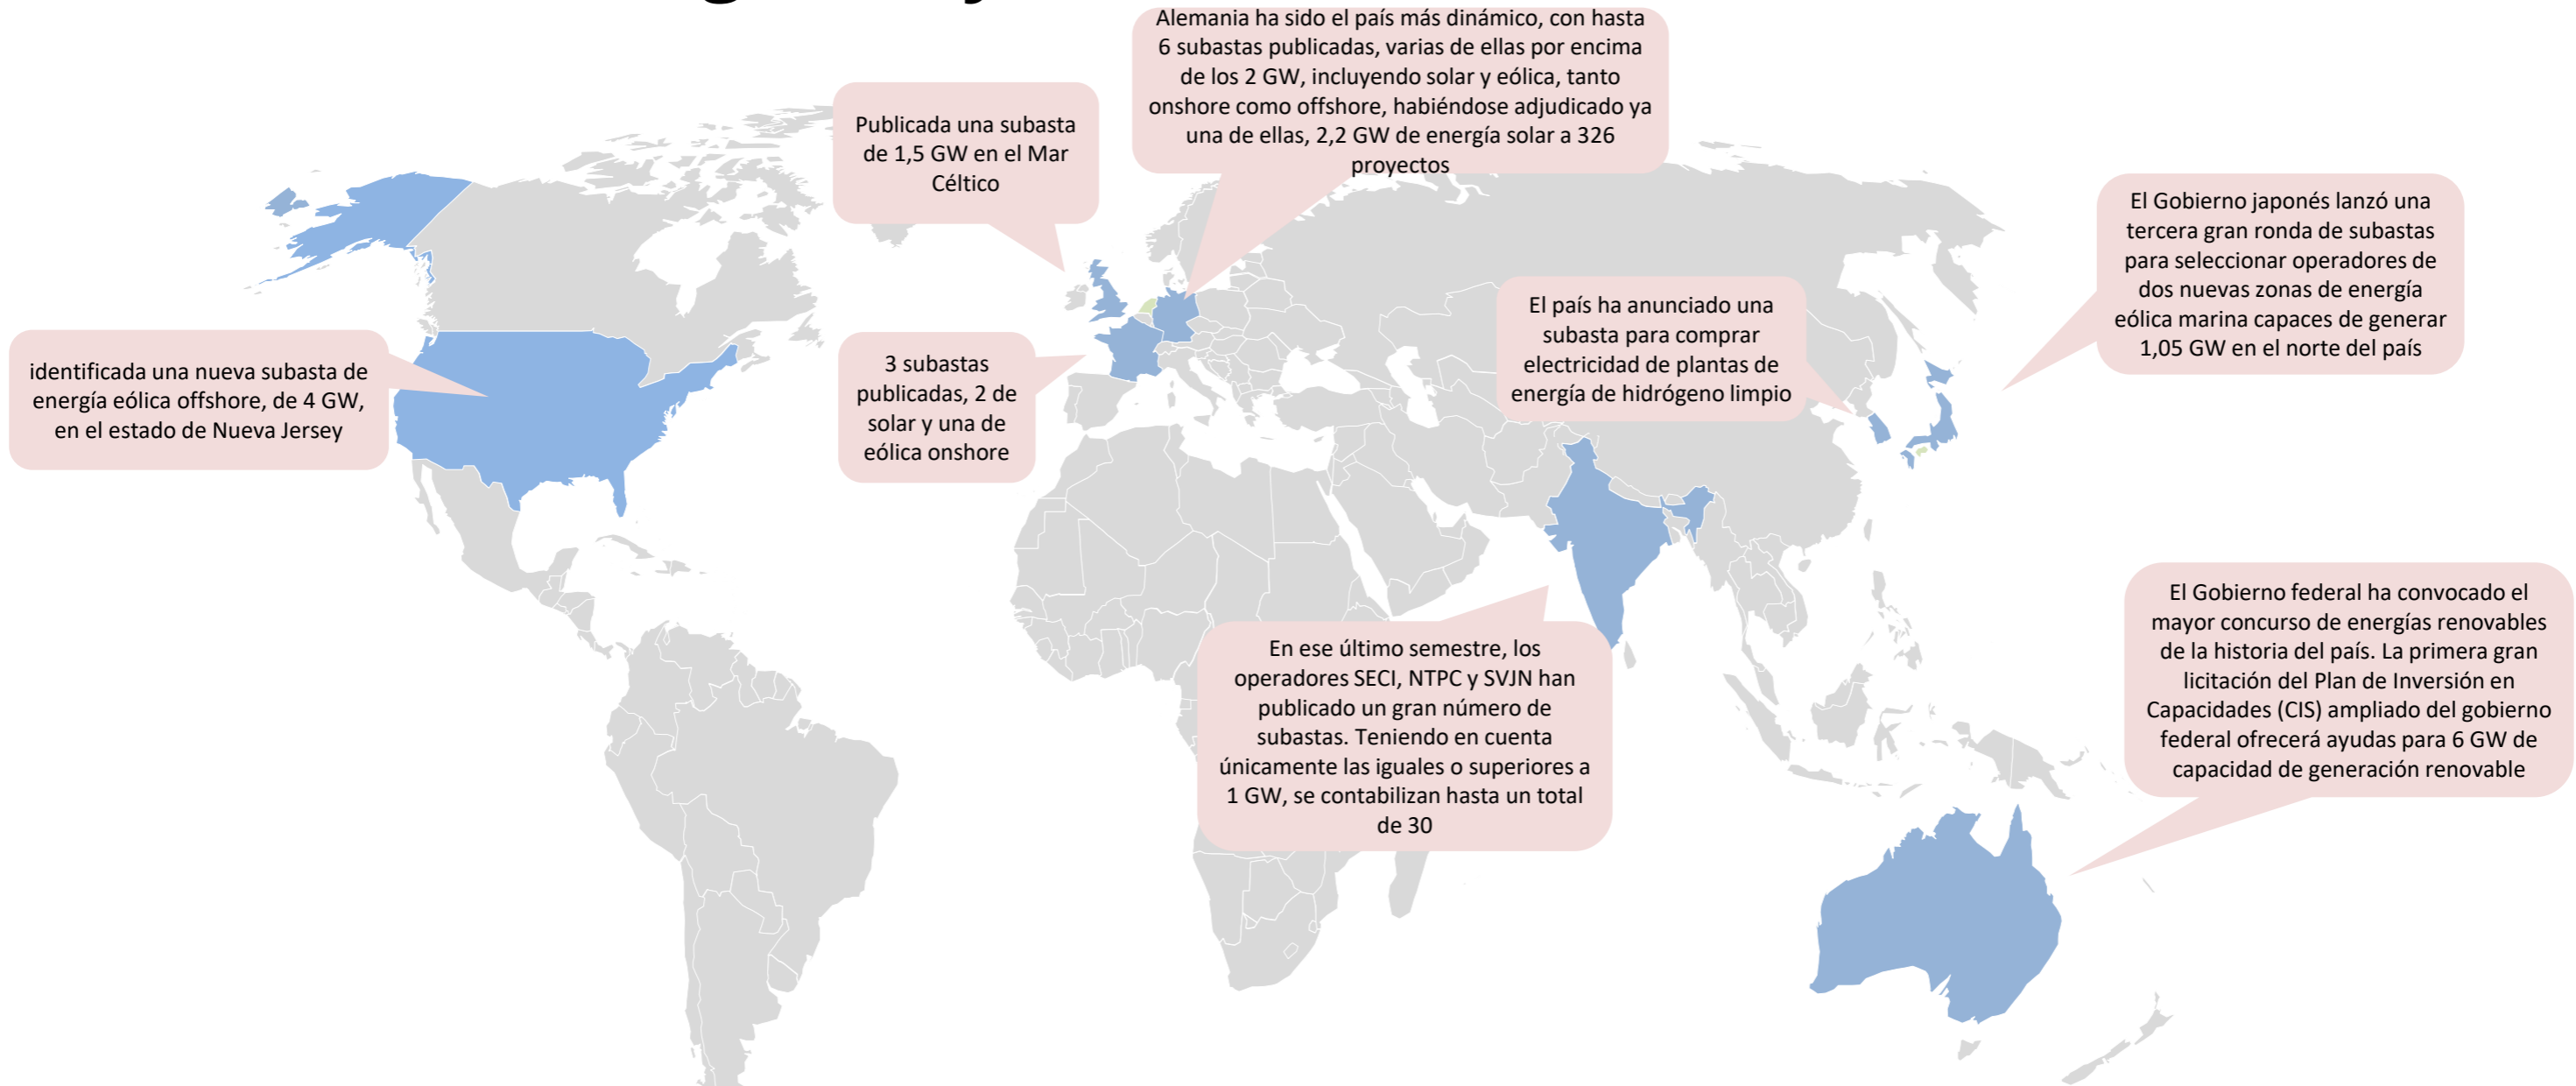 Alemania ha sido el país más dinámico, con hasta
6 subastas publicadas, varias de ellas por encima
de los 2 GW, incluyendo solar y eólica, tanto
onshore como offshore, habiéndose adjudicado ya
una de ellas, 2,2 GW de energía solar a 326
proyectos
Publicada una subasta
de 1,5 GW en el Mar
Céltico
El Gobierno japonés lanzó una
tercera gran ronda de subastas
para seleccionar operadores de
dos nuevas zonas de energía
eólica marina capaces de generar
1,05 GW en el norte del país
El país ha anunciado una
subasta para comprar
electricidad de plantas de
energía de hidrógeno limpio
identificada una nueva subasta de
energía eólica offshore, de 4 GW,
en el estado de Nueva Jersey
3 subastas
publicadas, 2 de
solar y una de
eólica onshore
En ese último semestre, los
operadores SECI, NTPC y SVJN han
publicado un gran número de
subastas. Teniendo en cuenta
únicamente las iguales o superiores a
1 GW, se contabilizan hasta un total
de 30
El Gobierno federal ha convocado el
mayor concurso de energías renovables
de la historia del país. La primera gran
licitación del Plan de Inversión en
Capacidades (CIS) ampliado del gobierno
federal ofrecerá ayudas para 6 GW de
capacidad de generación renovable